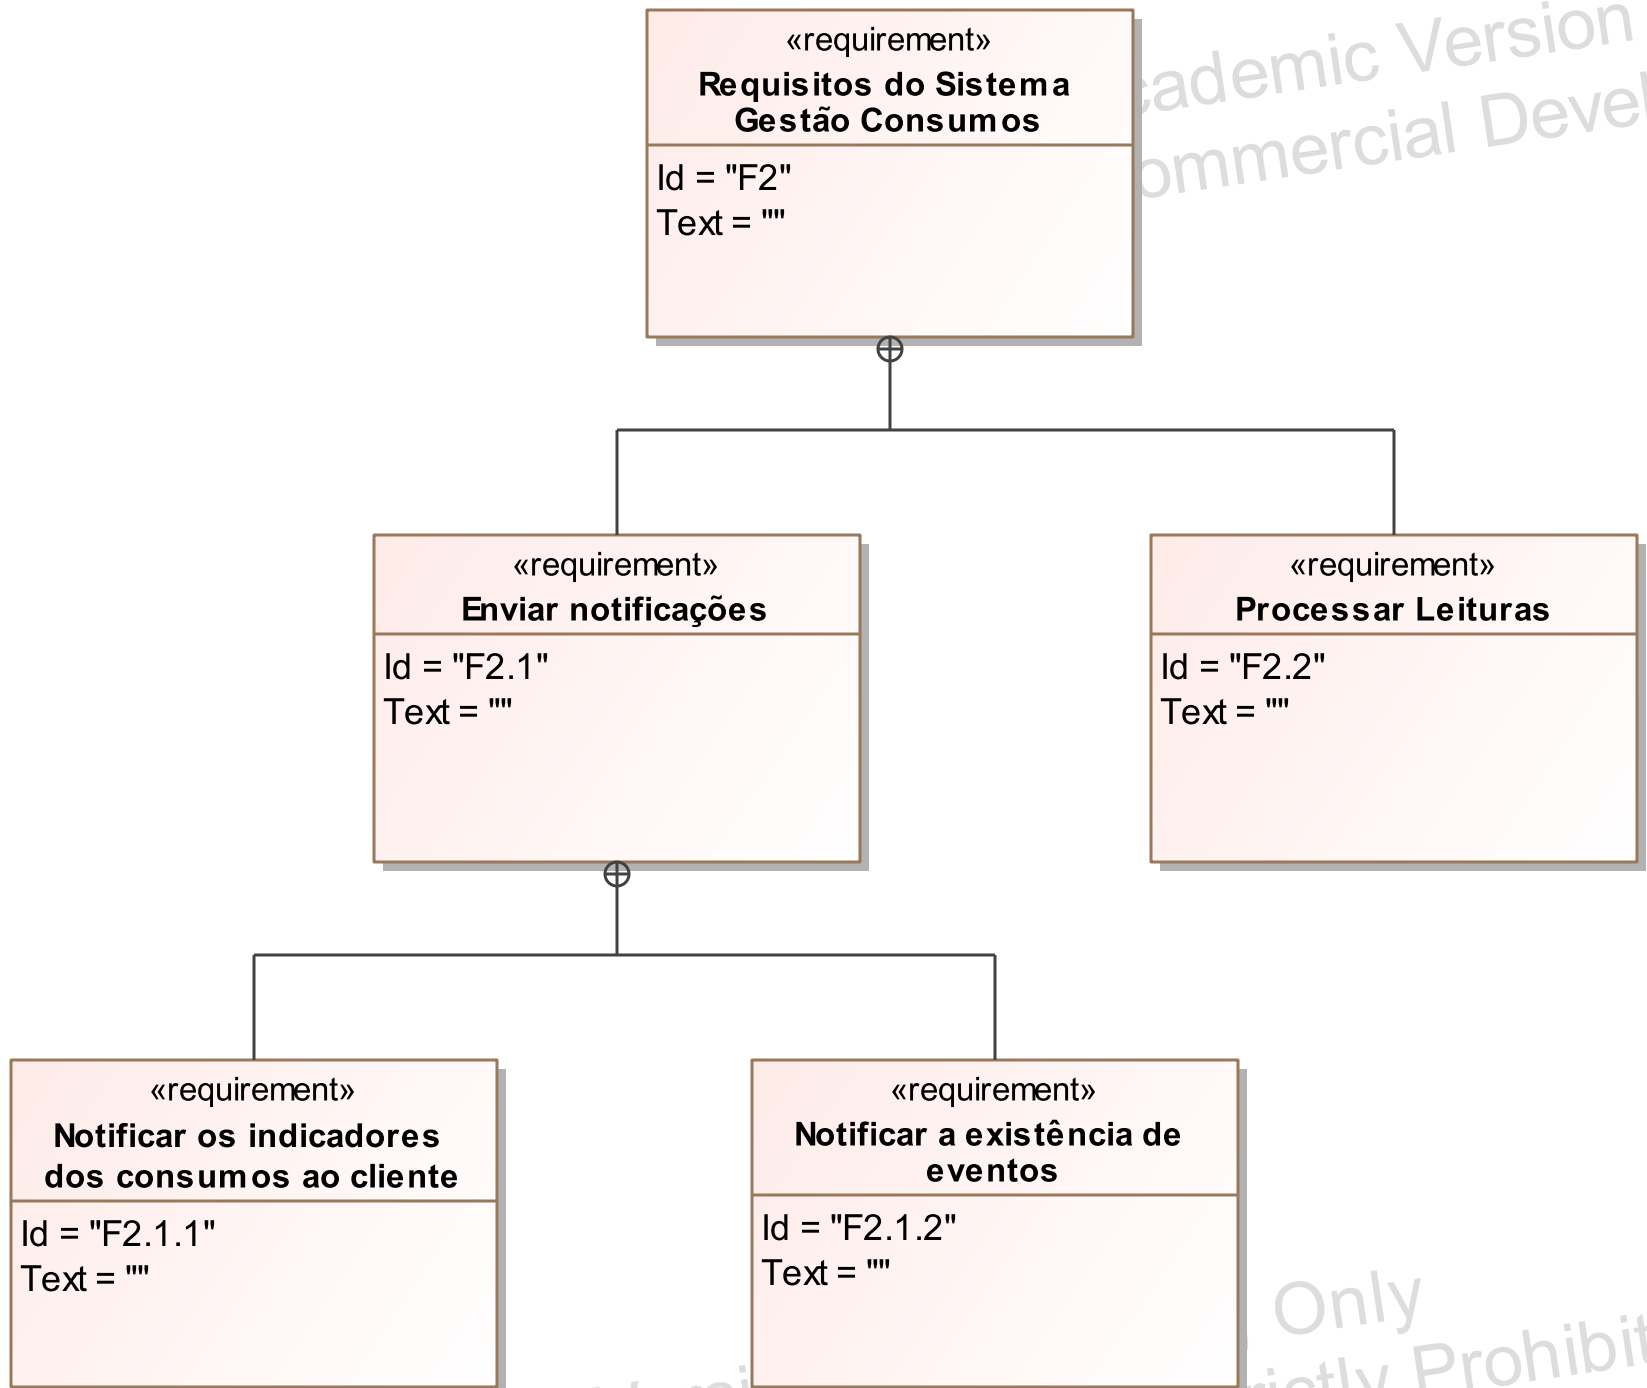 «requirement»
Requisitos do Sistema
Gestão Consumos
Id = "F2"
Text = ""
Version
Devel
«requirement»
Enviar notificações
Id = "F2.1"
Text = ""
«requirement»
Processar Leituras
Id = "F2.2"
Text = ""
«requirement»
Notificar os indicadores
dos consumos ao cliente
Id = "F2.1.1"
Text = ""
«requirement»
Notificar a existência de
eventos
Id = "F2.1.2"
Text = ""
Only
Prohibit